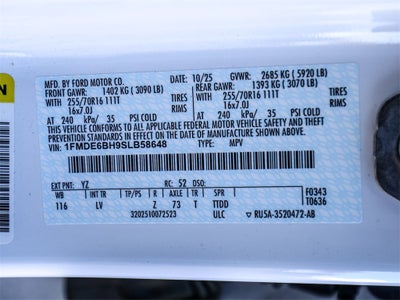 MFD. BY FORD MOTOR CO. 10/25 GVWR: 2685 KG ( 5920 LB)
FRONT GAWR: 1402 KG ( 3090 LB) REAR GAWR: 1393 KG ( 3070 LB)
WITH WITH
255/70R16 111T TIRES 255/70R16 111T TIRES
16x7.0J RIMS 16x7.0J RIMS
AT 240 kPa/ 35 PSI COLD AT 240 kPa/ 35 PSI COLD
THIS VEHICLE CONFORMS TO ALL APPLICABLE FEDERAL MOTOR VEHICLE SAFETY, BUMPER, AND THEFT PREVENTION STANDARDS IN
EFFECT ON THE DATE OF MANUFACTURE SHOWN ABOVE.
VIN: 1FMDE6BH9SLB58648 TYPE: MPV
EXT PNT: YZ RC: 52 DSO: F0343
WB INT TR TP/PS R AXLE TR SPR T0636
116 LV Z 73 T TTDD
3202510072523 ULC RU5A-3520472-AB